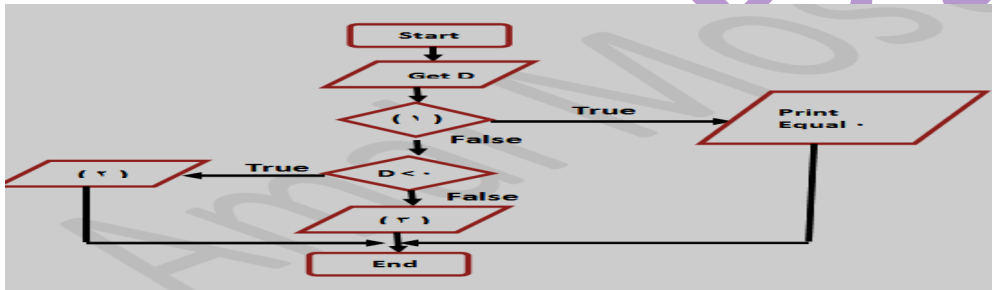 Start
Get D
( ١ )
True
Print
Equal ٠
False
D < ٠
True
( ٢ )
False
( ٣ )
End